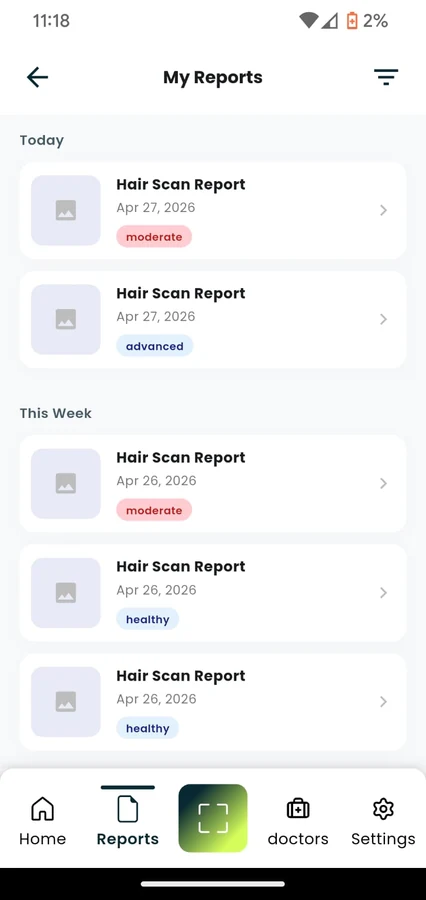 11:18
2%
My Reports
Today
Hair Scan Report
Apr 27, 2026
moderate
Hair Scan Report
Apr 27, 2026
advanced
This Week
Hair Scan Report
Apr 26, 2026
moderate
Hair Scan Report
Apr 26, 2026
healthy
Hair Scan Report
Apr 26, 2026
healthy
Home
Reports
doctors
Settings